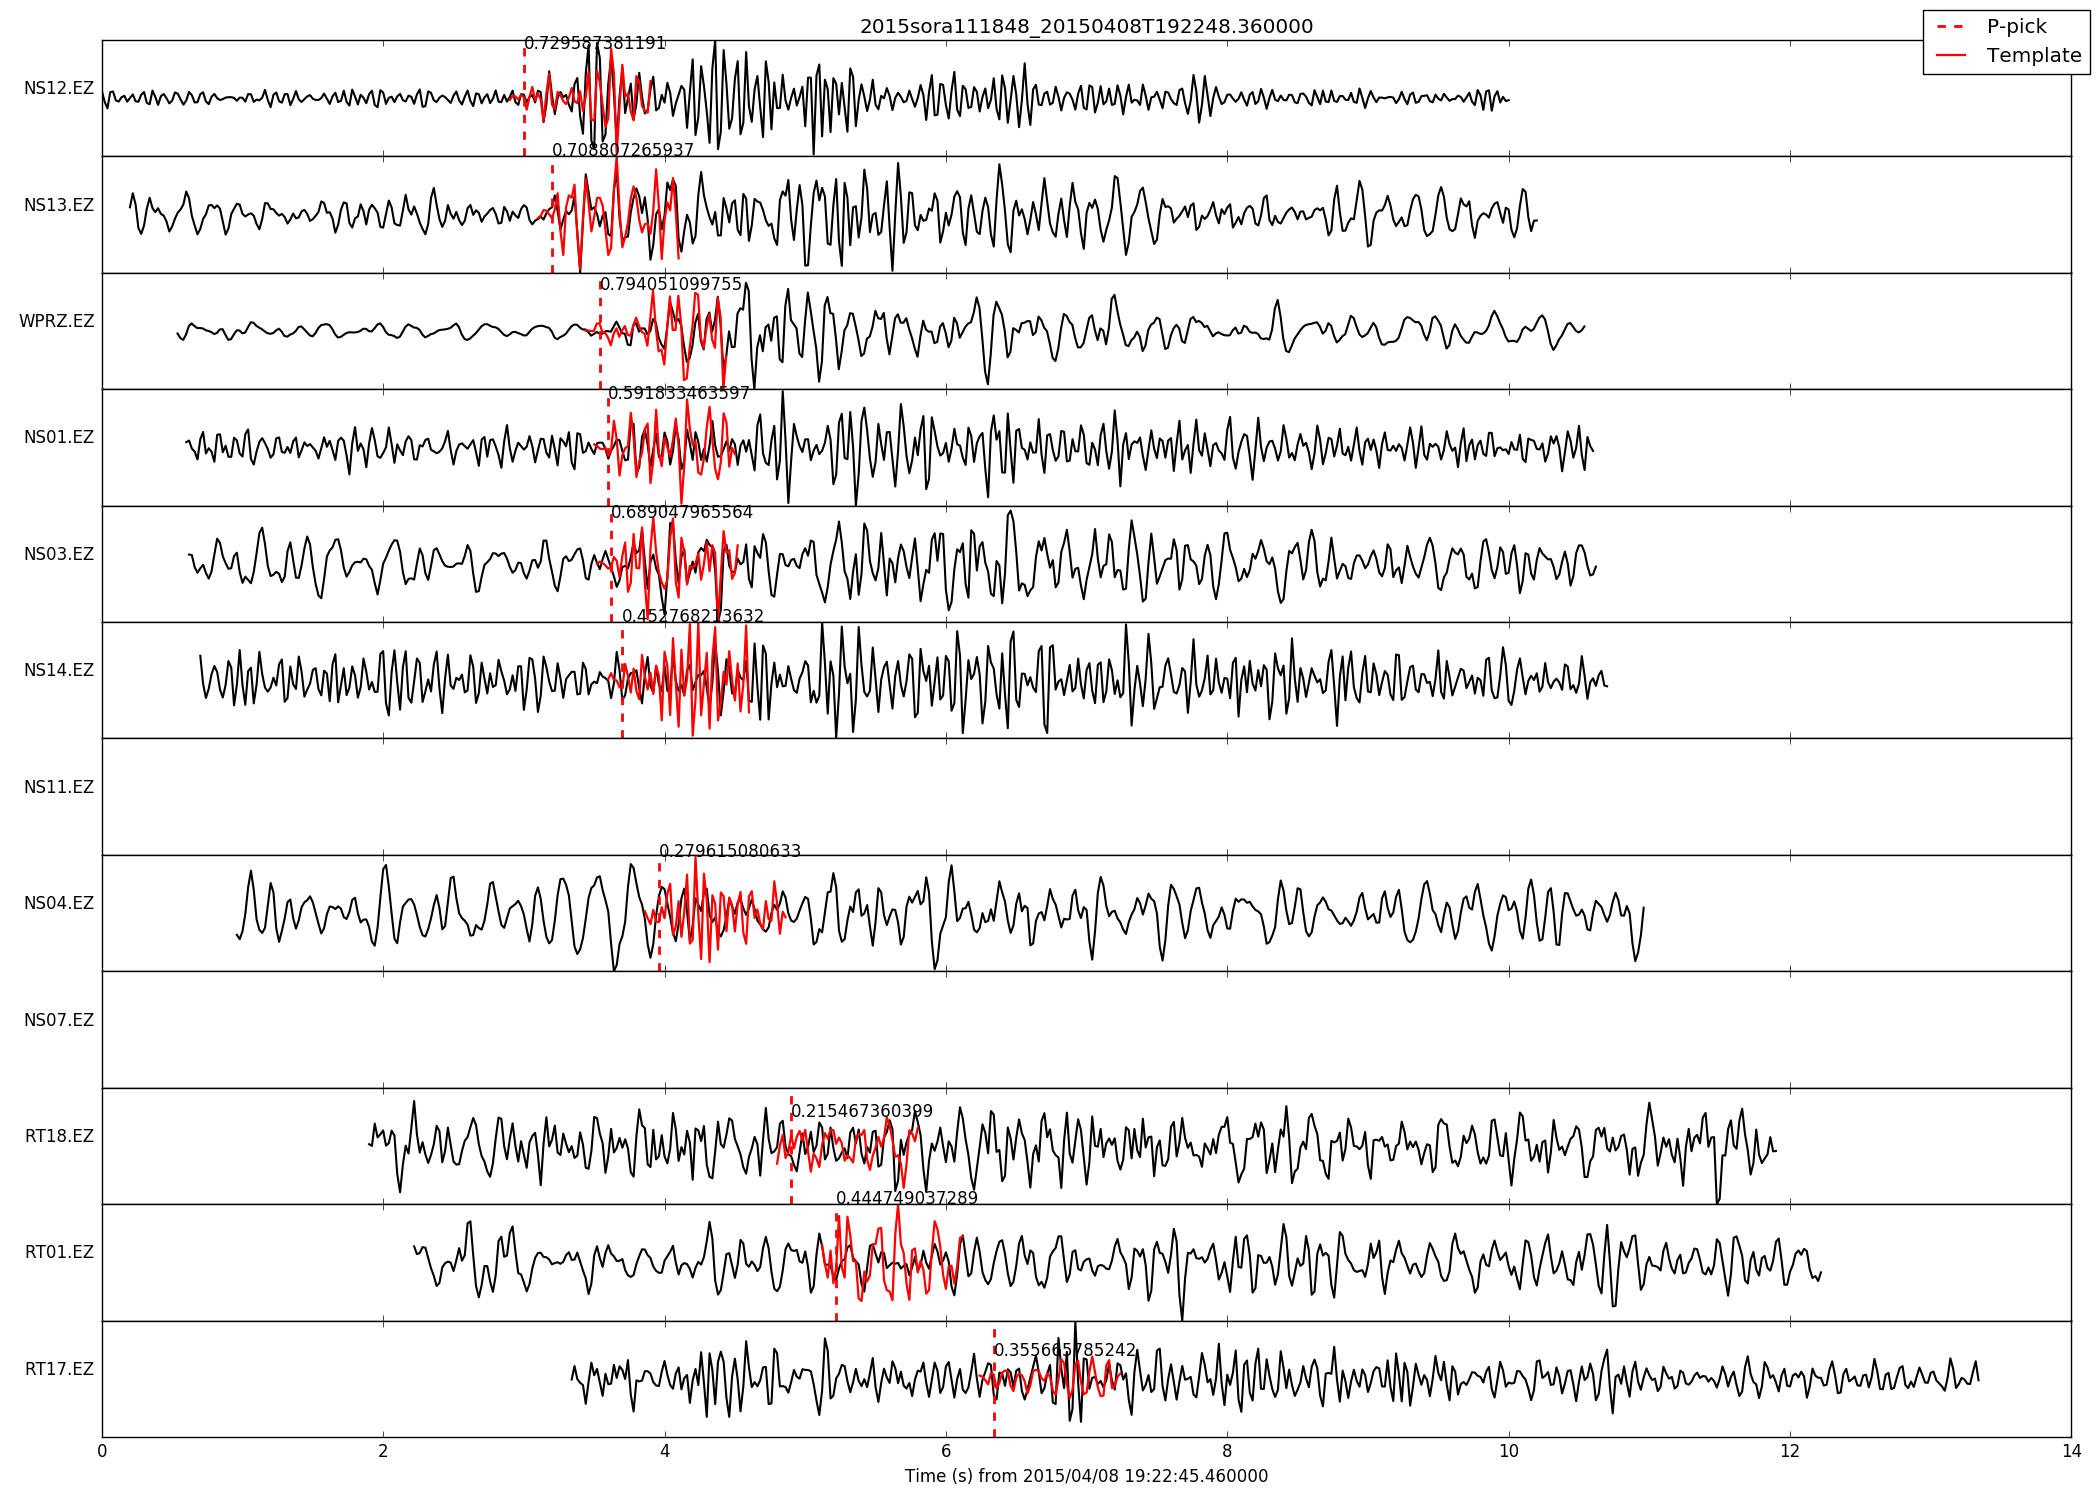 2015sora111848_20150408T192248.360000
P-pick
Template
NS12.EZ
0.729587381191
NS13.EZ
0.708807265937
WPRZ.EZ
0.794051099755
NS01.EZ
0.591833463597
NS03.EZ
0.689047965564
NS14.EZ
0.452768213632
NS11.EZ
NS04.EZ
0.279615080633
NS07.EZ
RT18.EZ
0.215467360399
RT01.EZ
0.444749037289
RT17.EZ
0.355665785242
0 2 4 6 8 10 12 14
Time (s) from 2015/04/08 19:22:45.460000